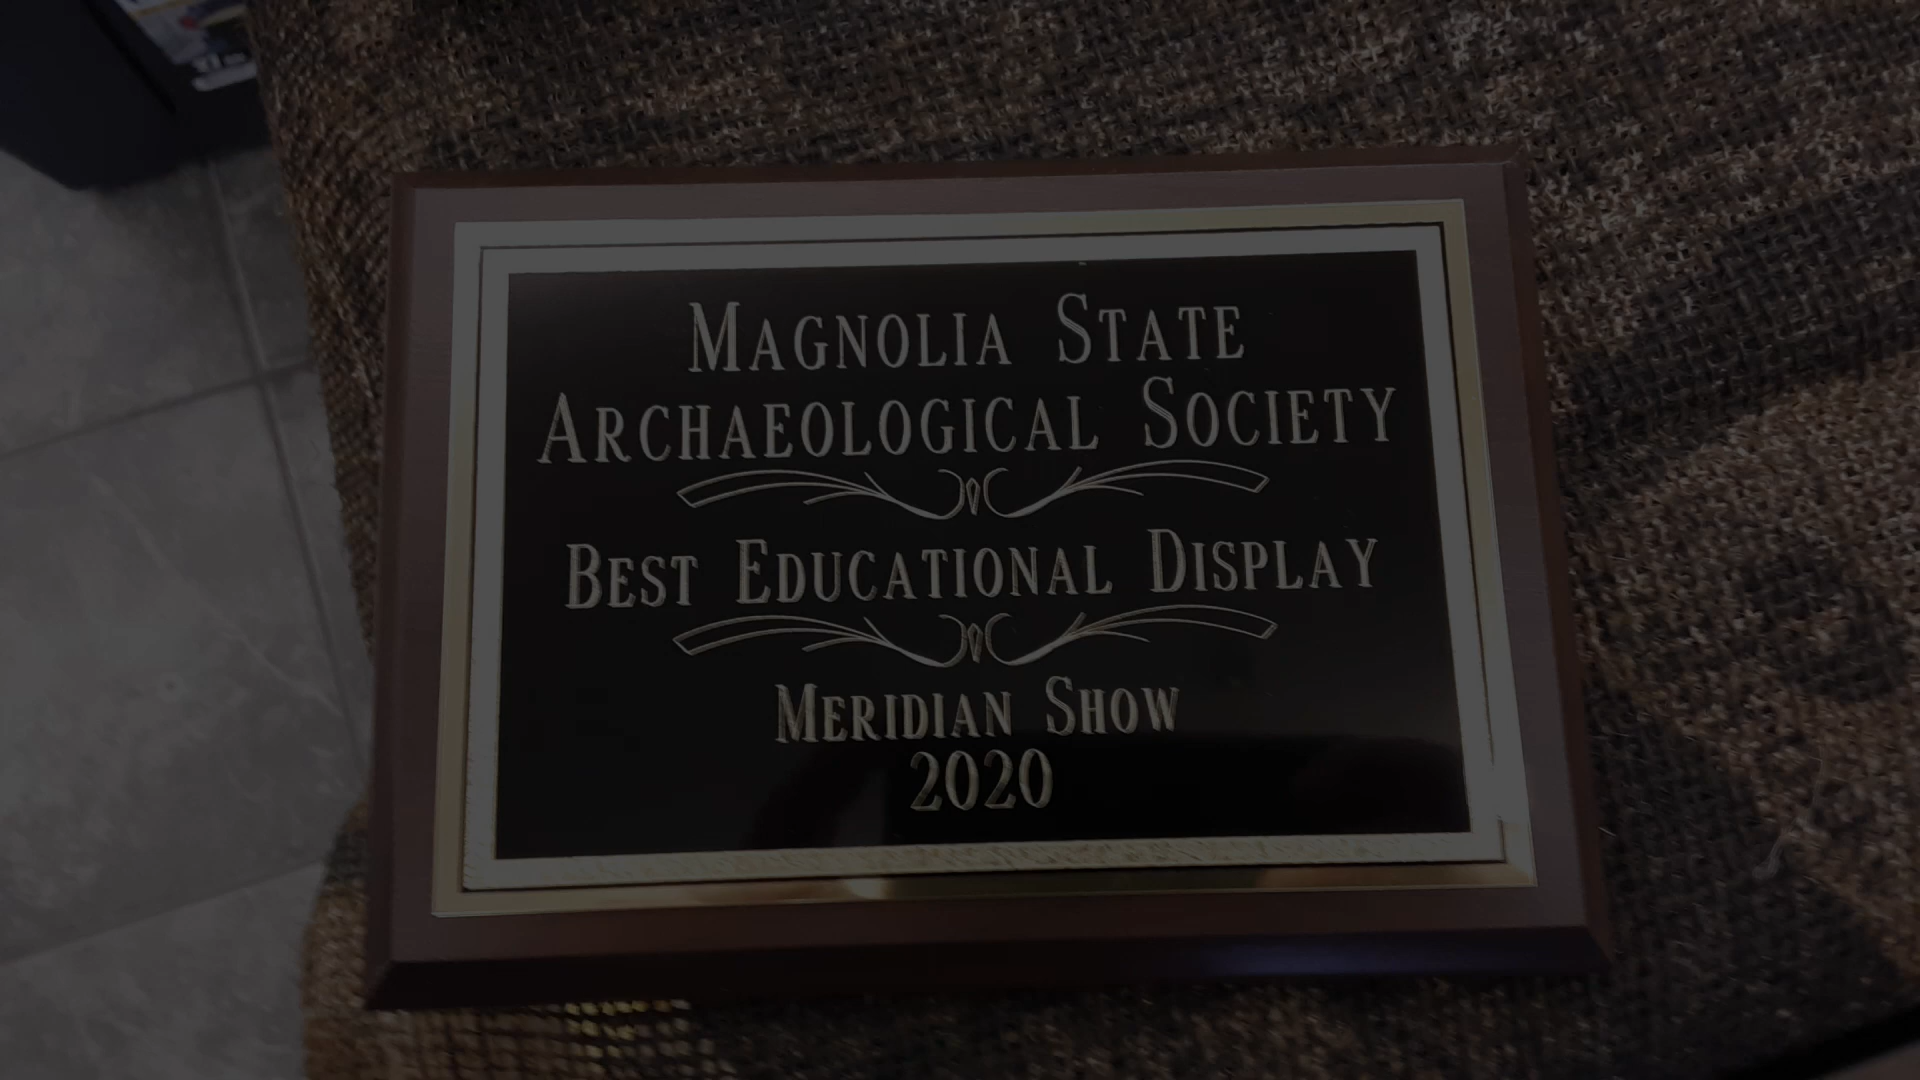 Magnolia State
Archaeological Society
Best Educational Display
Meridian Show
2020